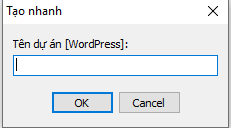 Tạo nhanh
Tên dự án [WordPress]:
OK
Cancel